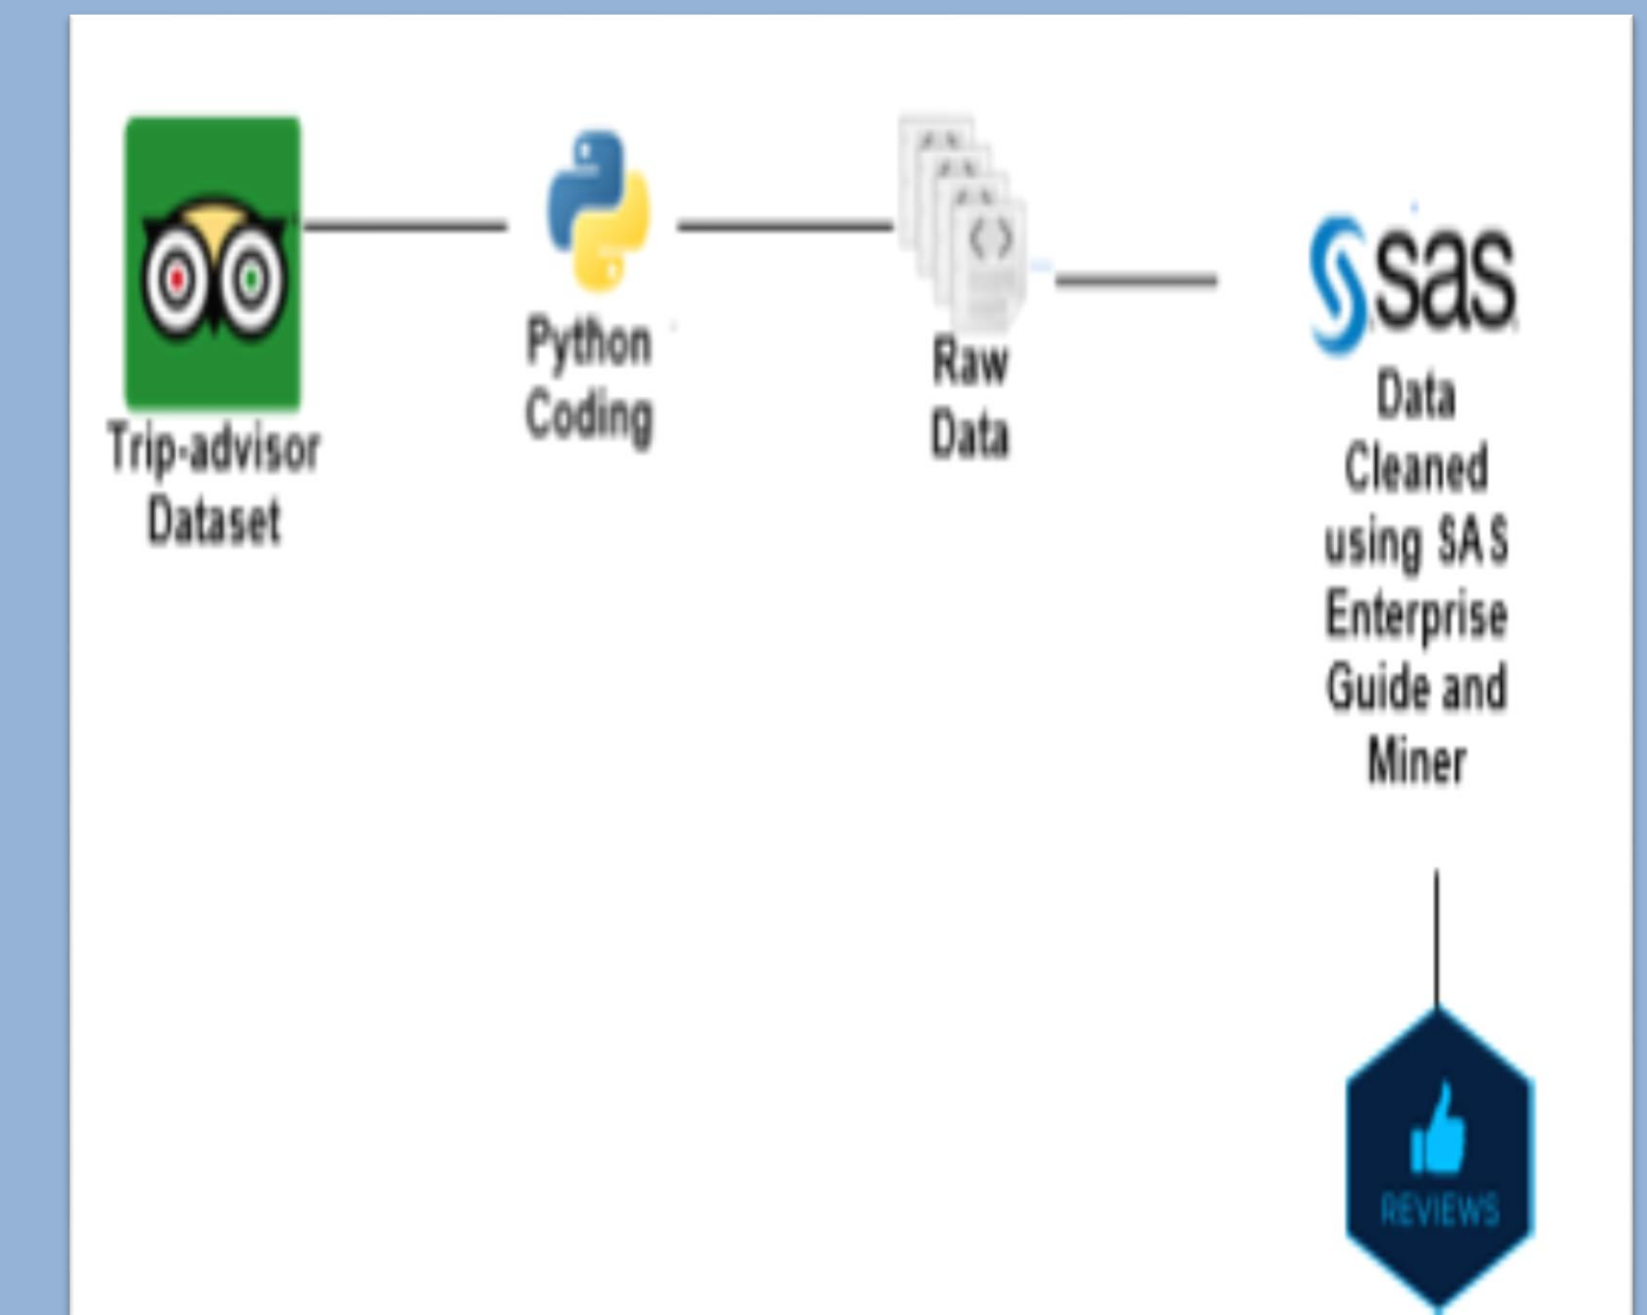 Trip-advisor
Dataset
Python
Coding
Raw
Data
sas
Data
Cleaned
using SAS
Enterprise
Guide and
Miner
REVIEWS